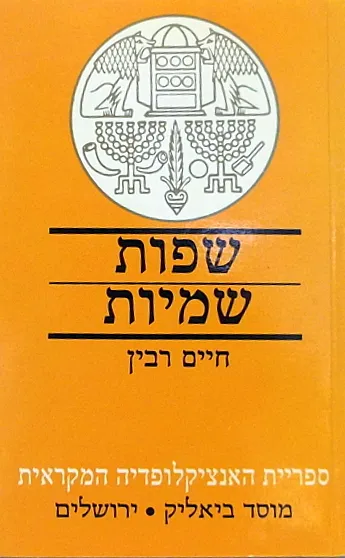 שפות
שמיות
חיים רבין
ספריית האנציקלופדיה המקראית
מוסד ביאליק • ירושלים